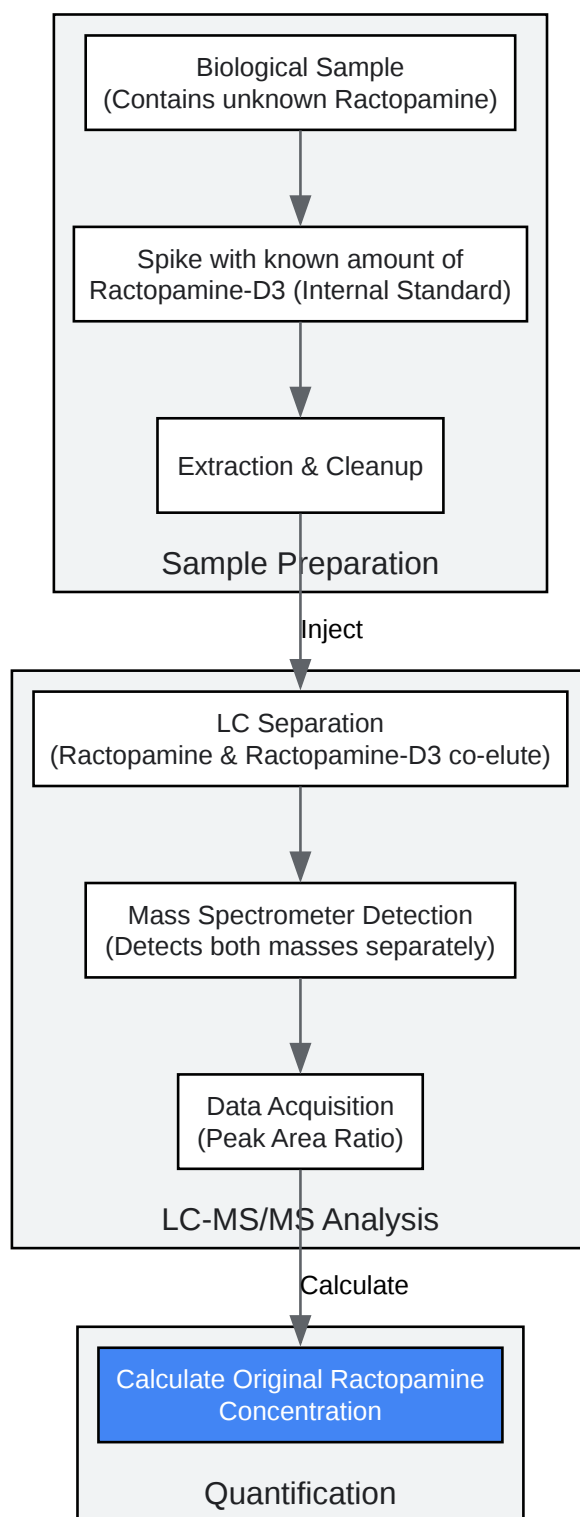 Biological Sample
(Contains unknown Ractopamine)
Spike with known amount of
Ractopamine-D3 (Internal Standard)
Extraction & Cleanup
Sample Preparation
Inject
LC Separation
(Ractopamine & Ractopamine-D3 co-elute)
Mass Spectrometer Detection
(Detects both masses separately)
Data Acquisition
(Peak Area Ratio)
LC-MS/MS Analysis
Calculate
Calculate Original Ractopamine
Concentration
Quantification